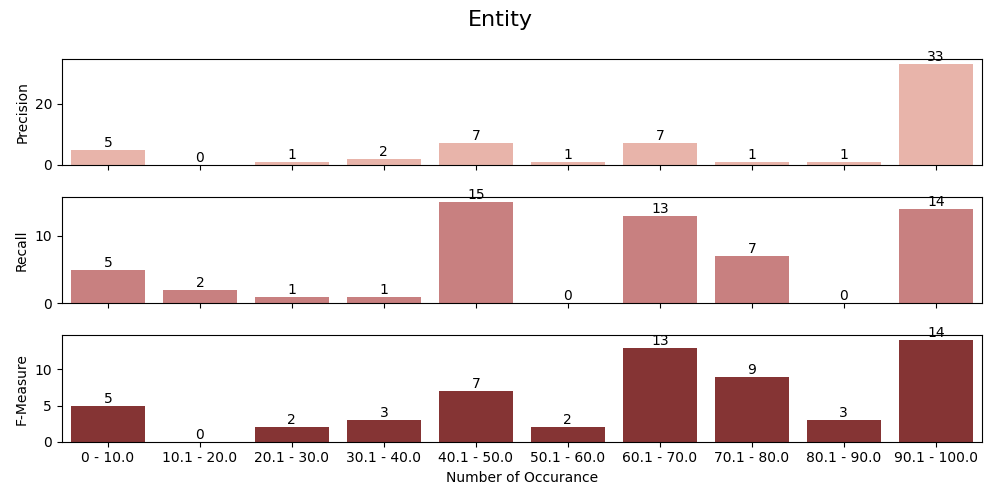 Entity
Precision
20
0
5 0 1 2 7 1 7 1 1 33
Recall
10
0
5 2 1 1 15 0 13 7 0 14
F-Measure
10
5
0
5 0 2 3 7 2 13 9 3 14
0 - 10.0 10.1 - 20.0 20.1 - 30.0 30.1 - 40.0 40.1 - 50.0 50.1 - 60.0 60.1 - 70.0 70.1 - 80.0 80.1 - 90.0 90.1 - 100.0
Number of Occurance